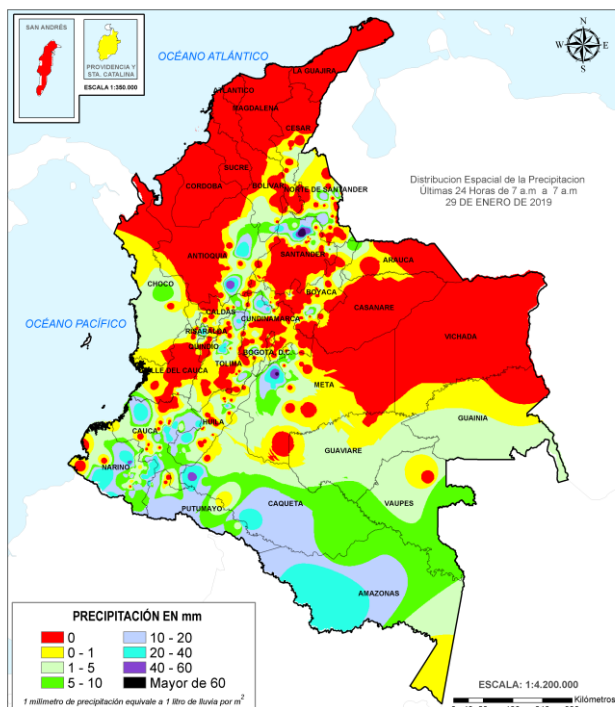 SAN ANDRÉS
PROVIDENCIA Y
STA. CATALINA
ESCALA 1:350.000
OCÉANO ATLÁNTICO
N
W
E
S
LA GUAJIRA
ATLANTICO
MAGDALENA
CESAR
SUCRE
CORDOBA
BOLIVAR
NORTE DE SANTANDER
Distribucion Espacial de la Precipitacion
Últimas 24 Horas de 7 a.m a 7 a.m
29 DE ENERO DE 2019
ANTIOQUIA
SANTANDER
ARAUCA
CHOCO
BOYACA
CASANARE
OCÉANO PACÍFICO
CALDAS
CUNDINAMARCA
RISARALDA
VICHADA
QUINDIO
BOGOTA, D.C.
TOLIMA
VALLE DEL CAUCA
META
GUAINIA
CAUCA
HUILA
GUAVIARE
NARIÑO
CAQUETA
VAUPES
PUTUMAYO
AMAZONAS
PRECIPITACIÓN EN mm
0
10 - 20
0 - 1
20 - 40
1 - 5
40 - 60
5 - 10
Mayor de 60
1 milímetro de precipitación equivale a 1 litro de lluvia por m²
ESCALA: 1:4.200.000
Kilómetros